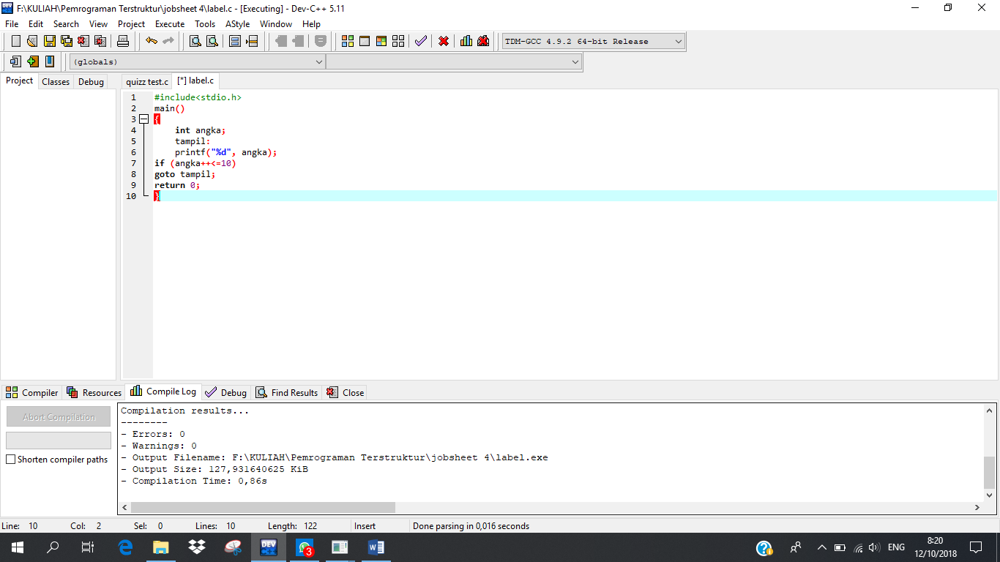 F:\KULIAH\Pemrograman Terstruktur\jobsheet 4\label.c - [Executing] - Dev-C++ 5.11
File Edit Search View Project Execute Tools AStyle Window Help
TDM-GCC 4.9.2 64-bit Release
(globals)
Project Classes Debug quizz test.c [*] label.c
1 #include<stdio.h>
2 main()
3 {
4 int angka;
5 tampil:
6 printf("%d", angka);
7 if (angka++<=10)
8 goto tampil;
9 return 0;
10 }
Compiler Resources Compile Log Debug Find Results Close
Abort Compilation
Shorten compiler paths
Compilation results...
--------
- Errors: 0
- Warnings: 0
- Output Filename: F:\KULIAH\Pemrograman Terstruktur\jobsheet 4\label.exe
- Output Size: 127,931640625 KiB
- Compilation Time: 0,86s
Line: 10 Col: 2 Sel: 0 Lines: 10 Length: 122 Insert Done parsing in 0,016 seconds
DEV
3
ENG
8:20
12/10/2018